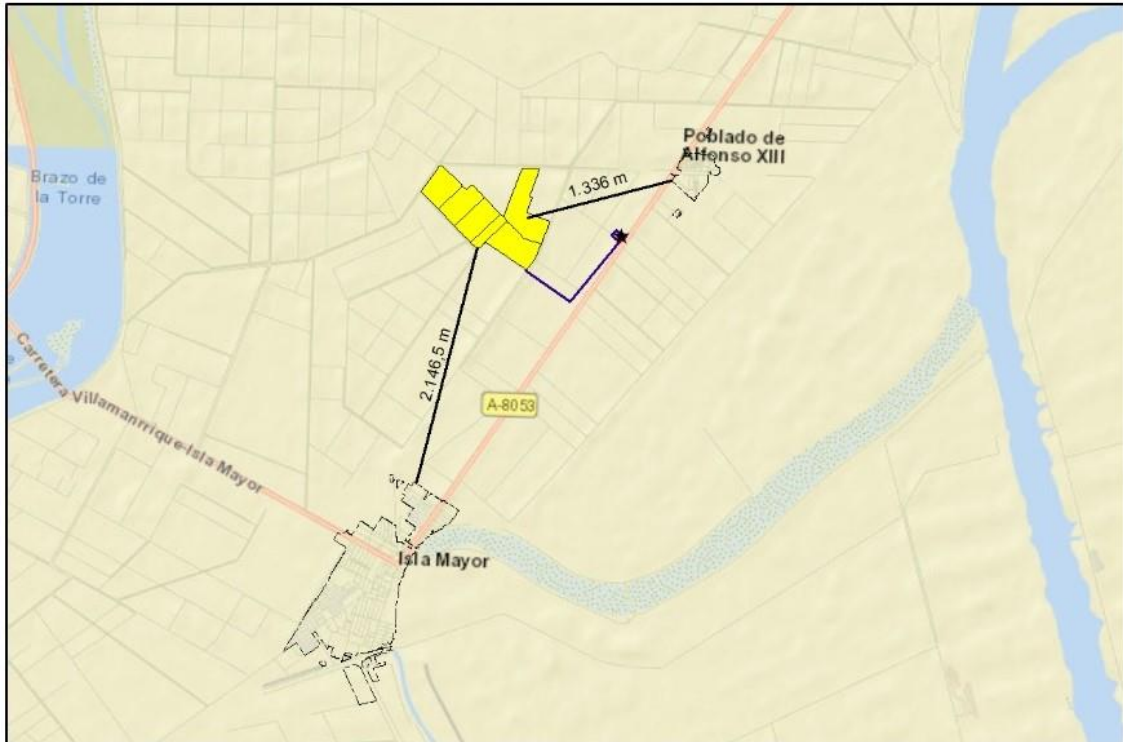 Poblado de
Alfonso XIII
1.336 m
Brazo de
la Torre
2.146,5 m
A-8053
Carretera Villamanrrique-Isla Mayor
Isla Mayor